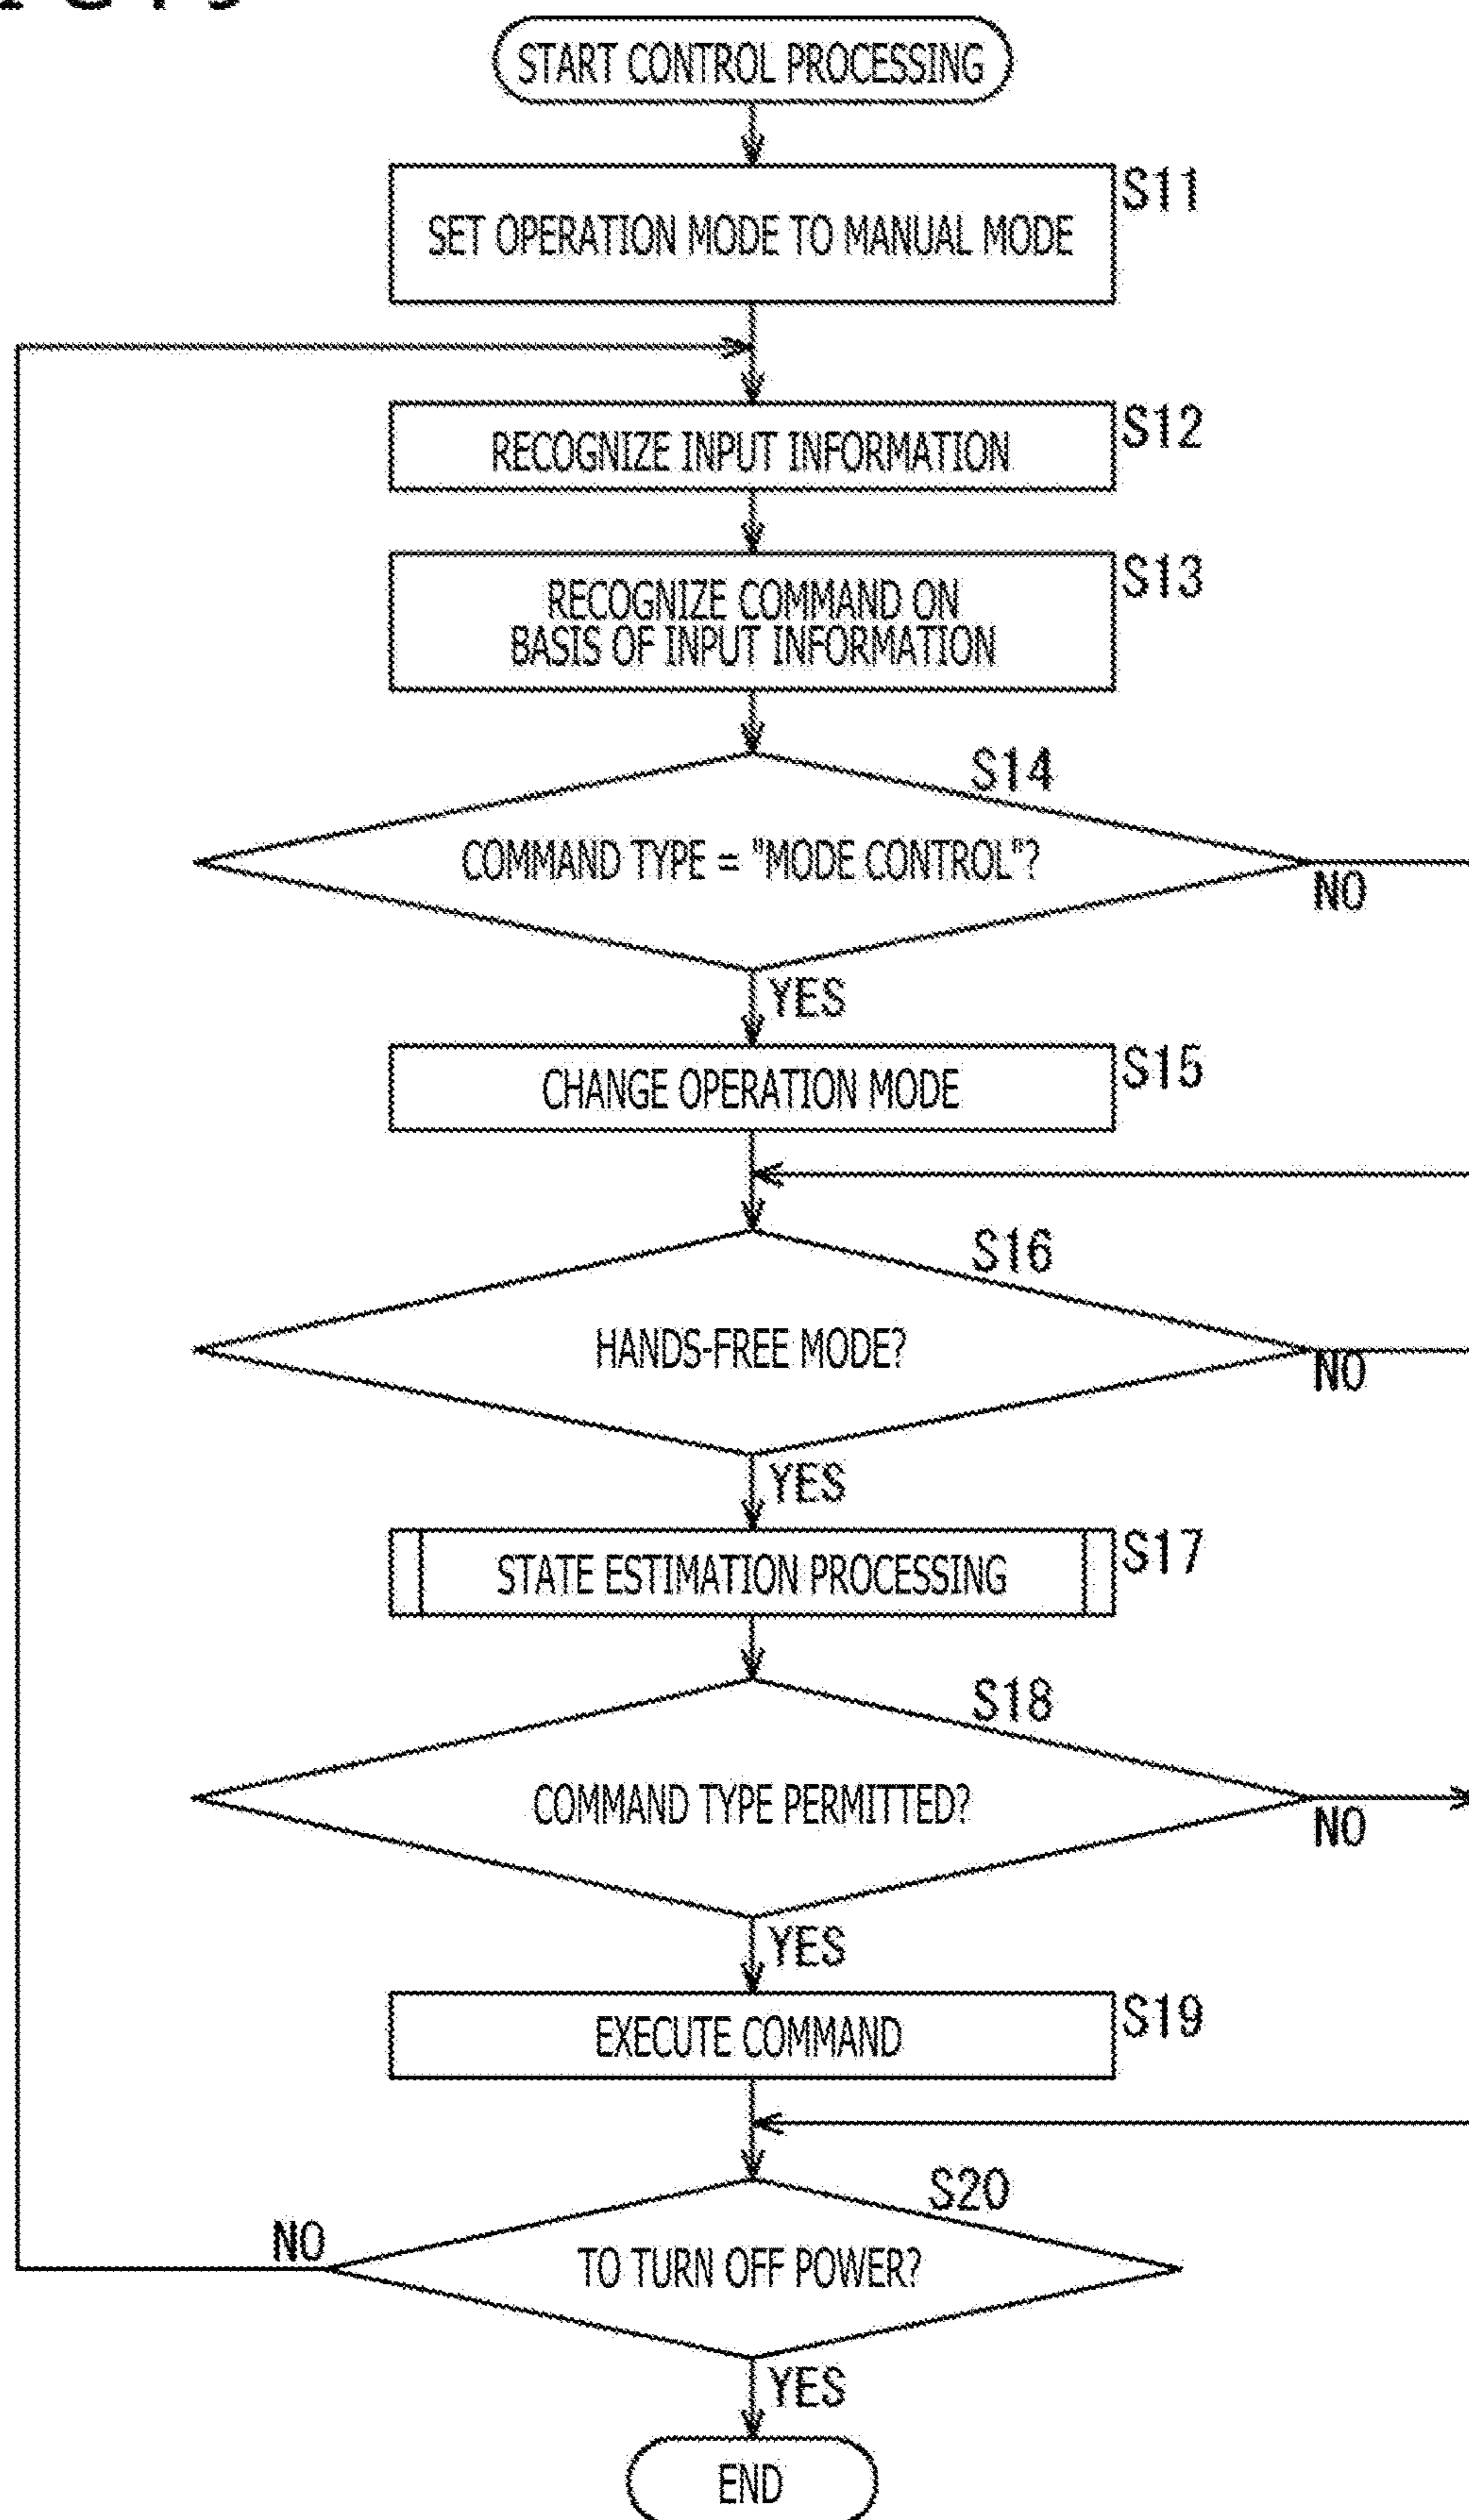 START CONTROL PROCESSING
S11
SET OPERATION MODE TO MANUAL MODE
S12
RECOGNIZE INPUT INFORMATION
S13
RECOGNIZE COMMAND ON
BASIS OF INPUT INFORMATION
S14
COMMAND TYPE = "MODE CONTROL"?
NO
YES
S15
CHANGE OPERATION MODE
S16
HANDS-FREE MODE?
NO
YES
S17
STATE ESTIMATION PROCESSING
S18
COMMAND TYPE PERMITTED?
NO
YES
S19
EXECUTE COMMAND
S20
NO
TO TURN OFF POWER?
YES
END